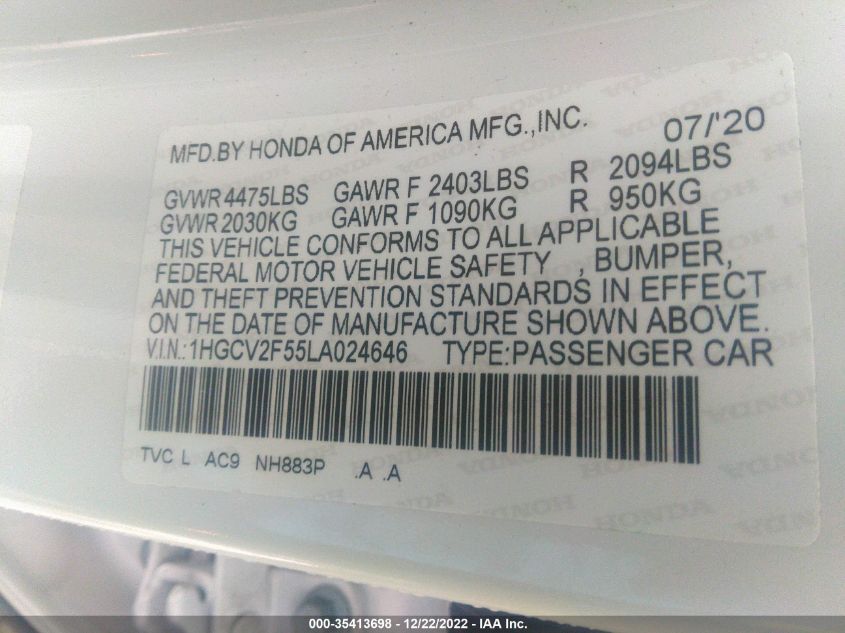 MFD.BY HONDA OF AMERICA MFG.,INC. 07/'20
GVWR 4475LBS GAWR F 2403LBS R 2094LBS
GVWR 2030KG GAWR F 1090KG R 950KG
THIS VEHICLE CONFORMS TO ALL APPLICABLE
FEDERAL MOTOR VEHICLE SAFETY , BUMPER,
AND THEFT PREVENTION STANDARDS IN EFFECT
ON THE DATE OF MANUFACTURE SHOWN ABOVE.
V.I.N.:1HGCV2F55LA024646 TYPE:PASSENGER CAR
TVC L AC9 NH883P .A .A
000-35413698 - 12/22/2022 - IAA Inc.